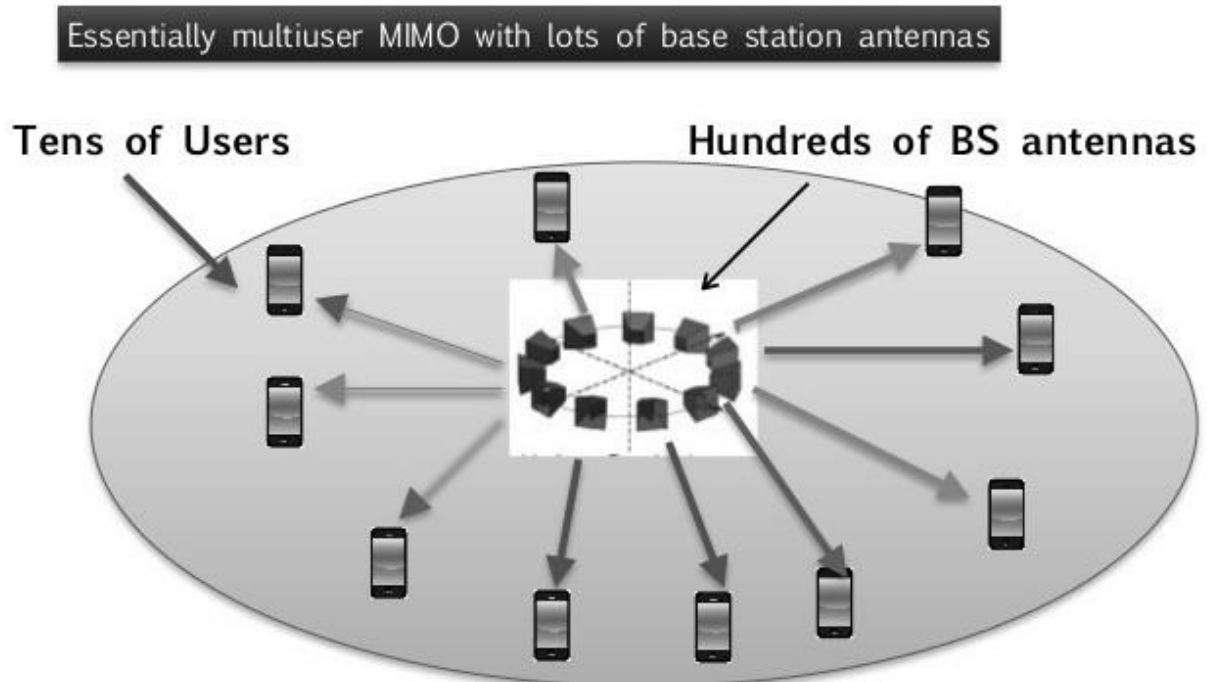 Essentially multiuser MIMO with lots of base station antennas
Tens of Users
Hundreds of BS antennas